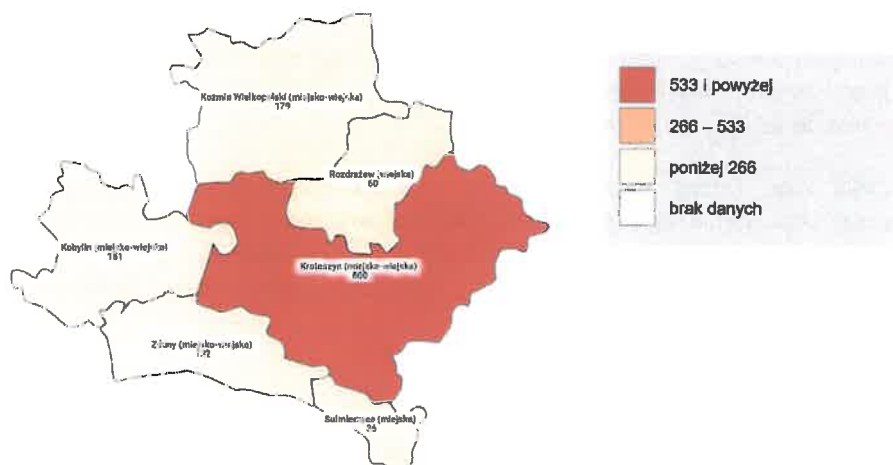 Koźmin Wielkopolski (miejsko-wiejska)
179
Rozdrażew (wiejska)
60
Kobylin (miejsko-wiejska)
Krotoszyn (miejsko-wiejska)
Zduny (miejsko-wiejska)
Sulmierzyce (miejska)
533 i powyżej
266 – 533
poniżej 266
brak danych